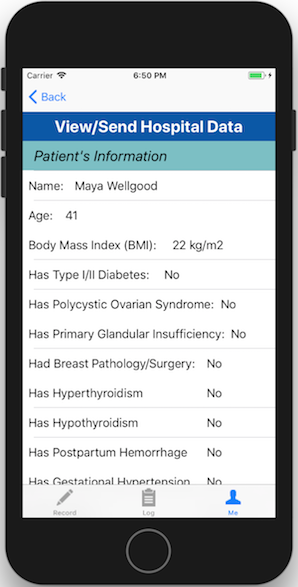 Carrier 6:50 PM
Back
View/Send Hospital Data
Patient's Information
Name: Maya Wellgood
Age: 41
Body Mass Index (BMI): 22 kg/m2
Has Type I/II Diabetes: No
Has Polycystic Ovarian Syndrome: No
Has Primary Glandular Insufficiency: No
Had Breast Pathology/Surgery: No
Has Hyperthyroidism No
Has Hypothyroidism No
Has Postpartum Hemorrhage No
Has Gestational Hypertension No
Record Log Me